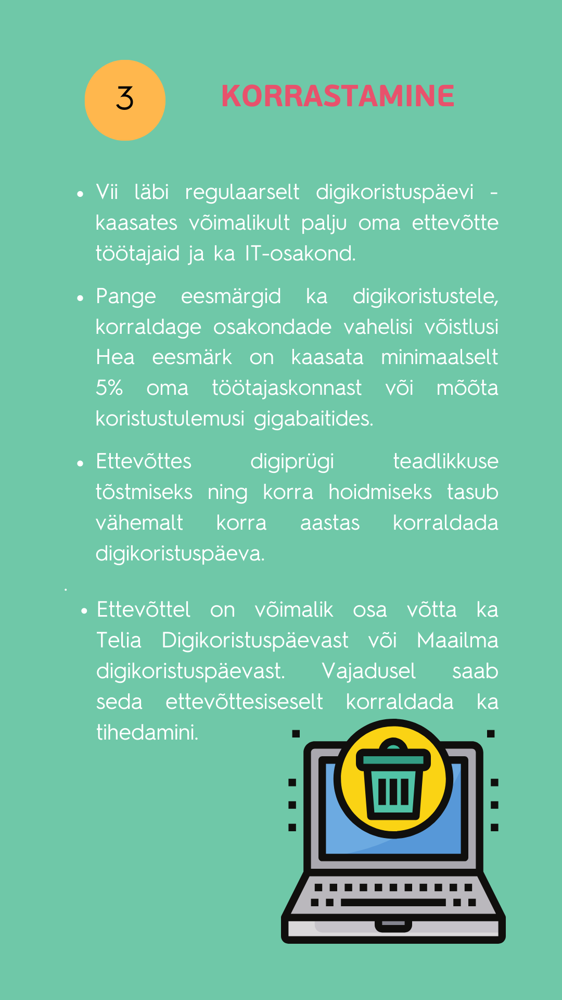 3
KORRASTAMINE
• Vii läbi regulaarselt digikoristuspäevi -
kaasates võimalikult palju oma ettevõtte
töötajaid ja ka IT-osakond.
• Pange eesmärgid ka digikoristustele,
korraldage osakondade vahelisi võistlusi
Hea eesmärk on kaasata minimaalselt
5% oma töötajaskonnast või mõõta
koristustulemusi gigabaitides.
• Ettevõttes digiprügi teadlikkuse
tõstmiseks ning korra hoidmiseks tasub
vähemalt korra aastas korraldada
digikoristuspäeva.
.
• Ettevõttel on võimalik osa võtta ka
Telia Digikoristuspäevast või Maailma
digikoristuspäevast. Vajadusel saab
seda ettevõttesiseselt korraldada ka
tihedamini.